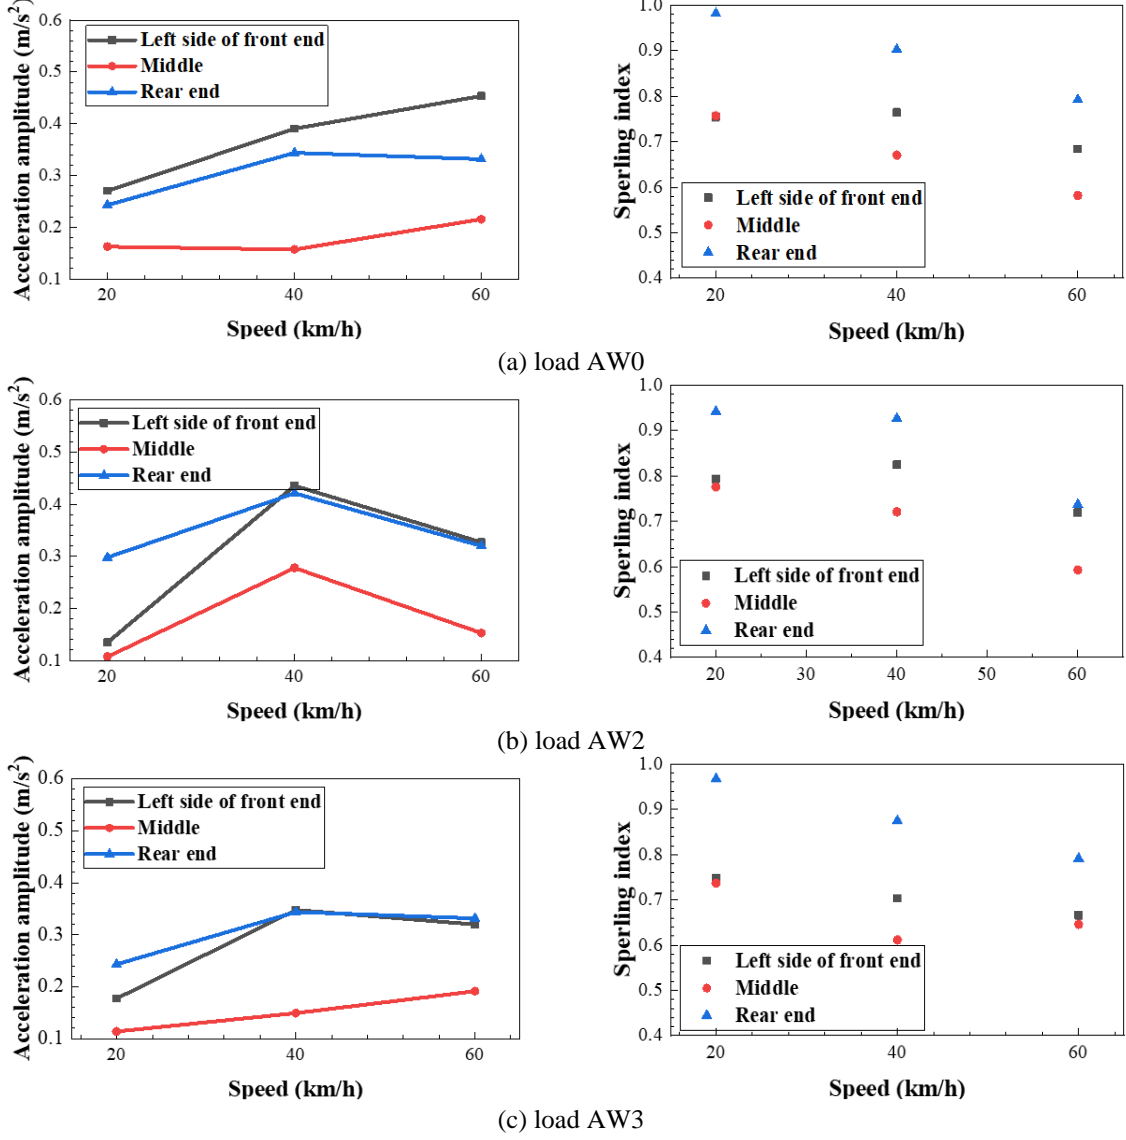 Acceleration amplitude (m/s²)
0.6
0.5
0.4
0.3
0.2
0.1
Left side of front end
Middle
Rear end
20
40
60
Speed (km/h)
Sperling index
1.0
0.9
0.8
0.7
0.6
0.5
0.4
Left side of front end
Middle
Rear end
20
40
60
Speed (km/h)
(a) load AW0
Acceleration amplitude (m/s²)
0.6
0.5
0.4
0.3
0.2
0.1
Left side of front end
Middle
Rear end
20
40
60
Speed (km/h)
Sperling index
1.0
0.9
0.8
0.7
0.6
0.5
0.4
Left side of front end
Middle
Rear end
20
30
40
50
60
Speed (km/h)
(b) load AW2
Acceleration amplitude (m/s²)
0.6
0.5
0.4
0.3
0.2
0.1
Left side of front end
Middle
Rear end
20
40
60
Speed (km/h)
Sperling index
1.0
0.9
0.8
0.7
0.6
0.5
0.4
Left side of front end
Middle
Rear end
20
40
60
Speed (km/h)
(c) load AW3